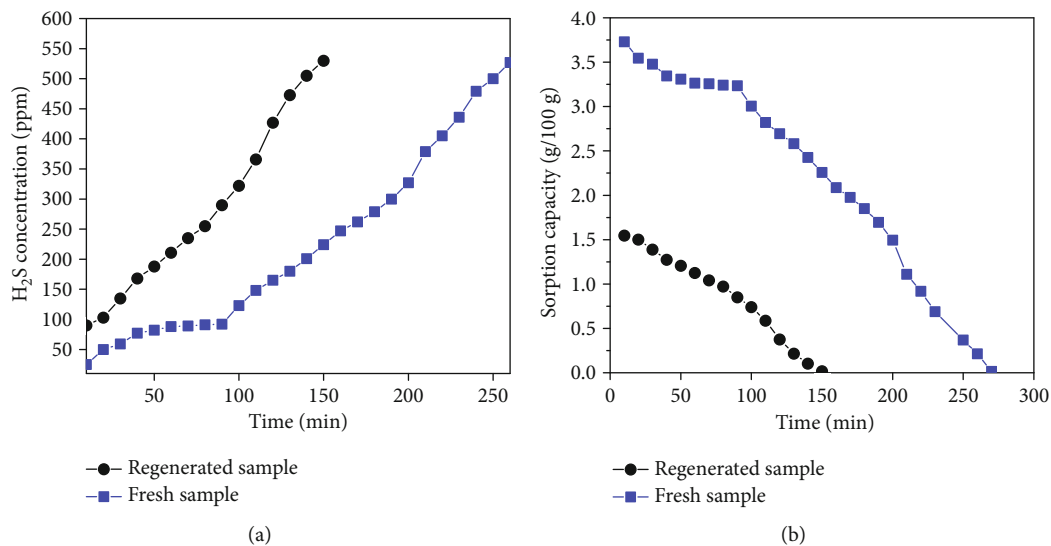 600
550
500
450
400
350
300
250
200
150
100
50
H₂S concentration (ppm)
50 100 150 200 250
Time (min)
Regenerated sample
Fresh sample
(a)
4.0
3.5
3.0
2.5
2.0
1.5
1.0
0.5
0.0
Sorption capacity (g/100 g)
0 50 100 150 200 250 300
Time (min)
Regenerated sample
Fresh sample
(b)